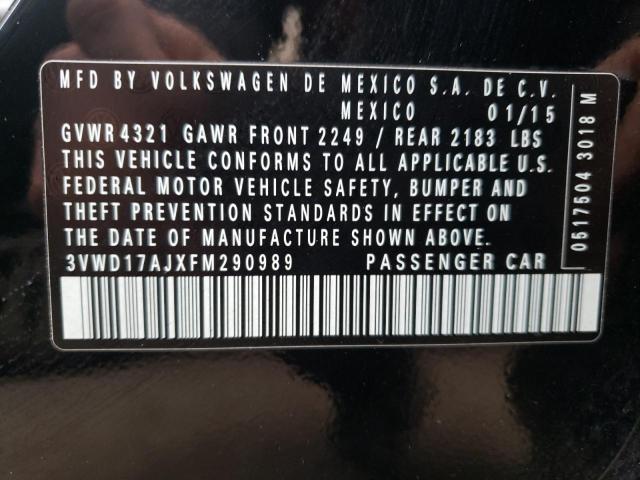 MFD BY VOLKSWAGEN DE MEXICO S.A. DE C.V.
MEXICO 01/15
GVWR 4321 GAWR FRONT 2249 / REAR 2183 LBS
THIS VEHICLE CONFORMS TO ALL APPLICABLE U.S.
FEDERAL MOTOR VEHICLE SAFETY, BUMPER AND
THEFT PREVENTION STANDARDS IN EFFECT ON
THE DATE OF MANUFACTURE SHOWN ABOVE.
3VWD17AJXFM290989 PASSENGER CAR
0517504 3018 M